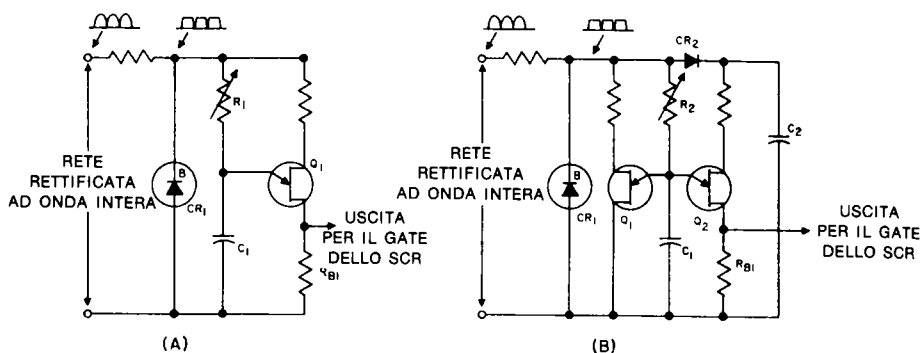 RETE
RETTIFICATA
AD ONDA INTERA
B
CR1
R1
C1
Q1
RB1
USCITA
PER IL GATE
DELLO SCR
(A)
RETE
RETTIFICATA
AD ONDA INTERA
B
CR1
Q1
R2
C1
CR2
Q2
RB1
C2
USCITA
PER IL GATE
DELLO SCR
(B)